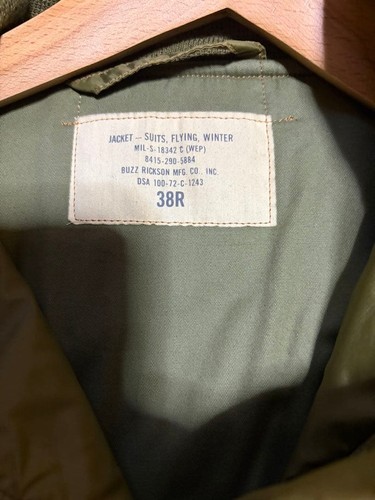 JACKET – SUITS, FLYING, WINTER
MIL-S-18342 C (WEP)
8415-290-5884
BUZZ RICKSON MFG. CO. INC.
DSA 100-72-C-1243
38R